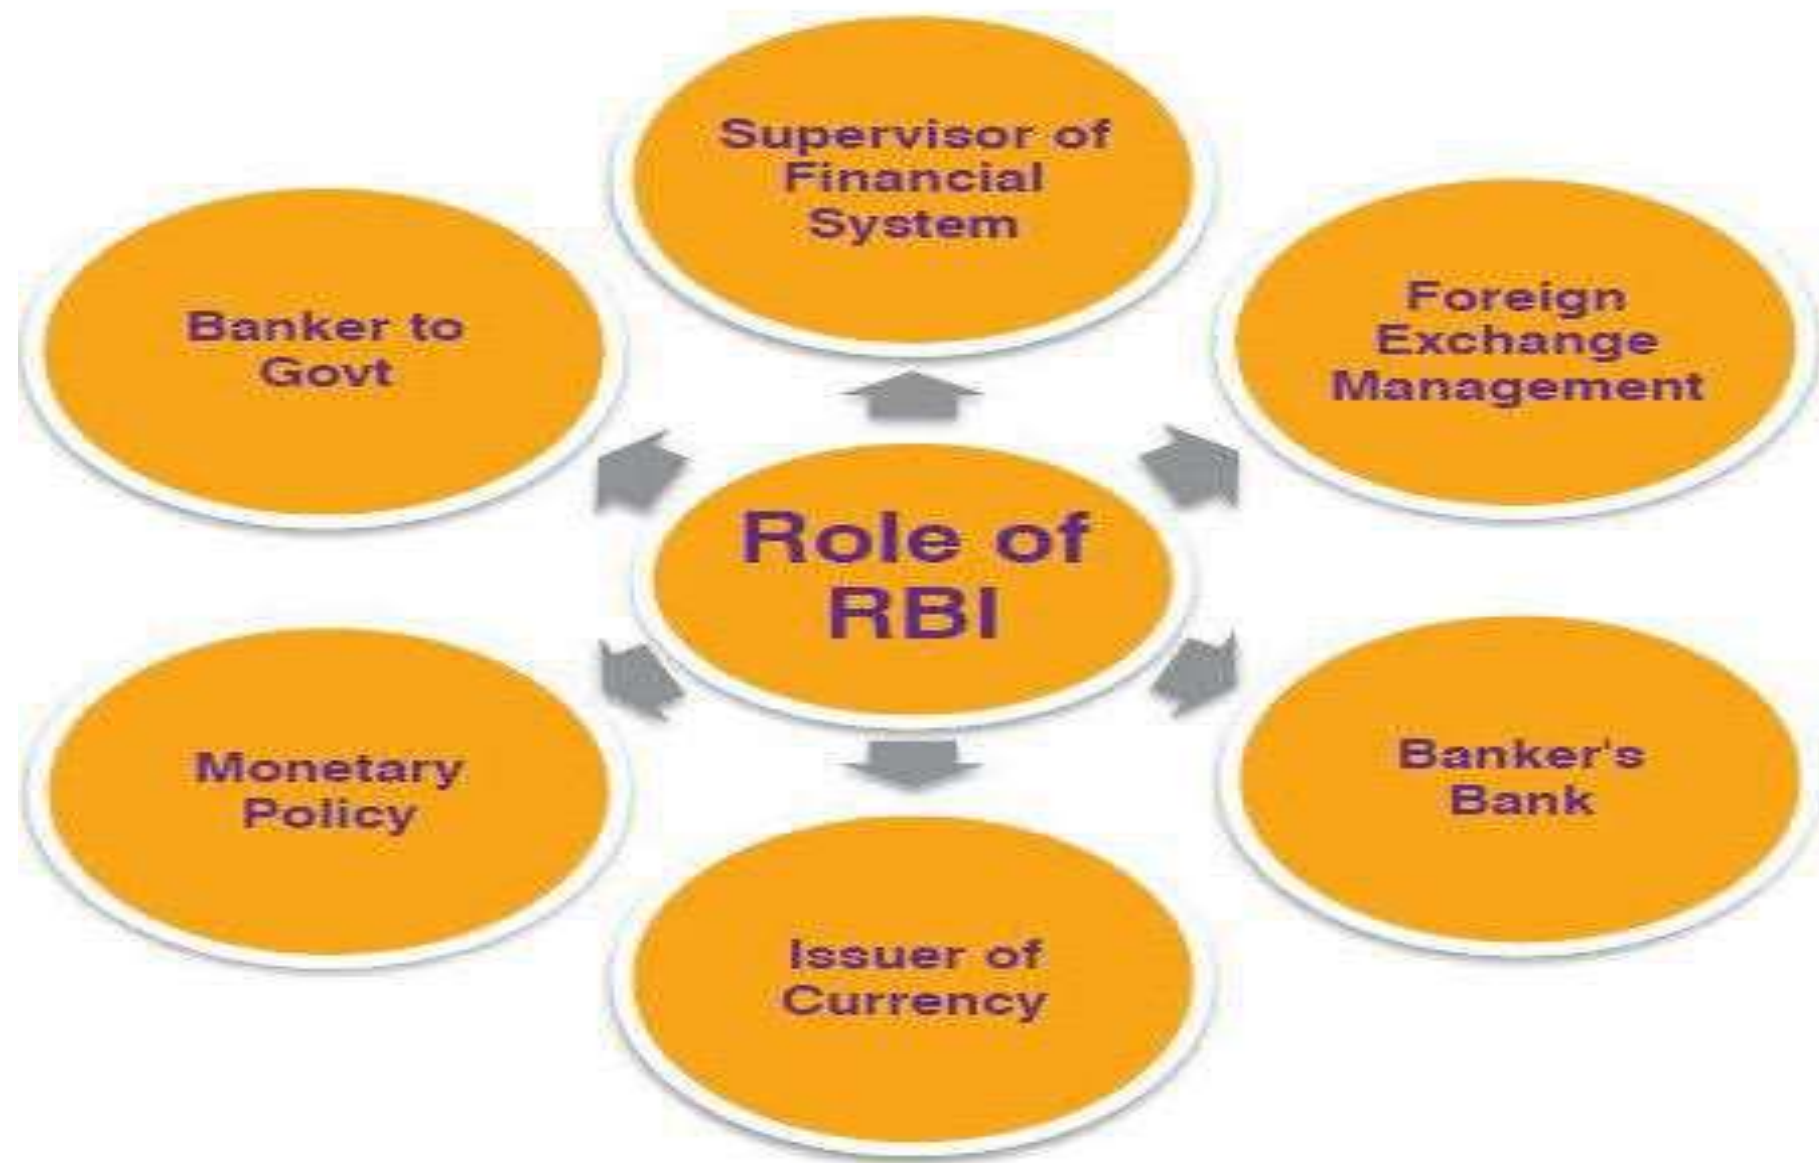 Supervisor of
Financial
System
Banker to
Govt
Foreign
Exchange
Management
Role of
RBI
Monetary
Policy
Banker's
Bank
Issuer of
Currency